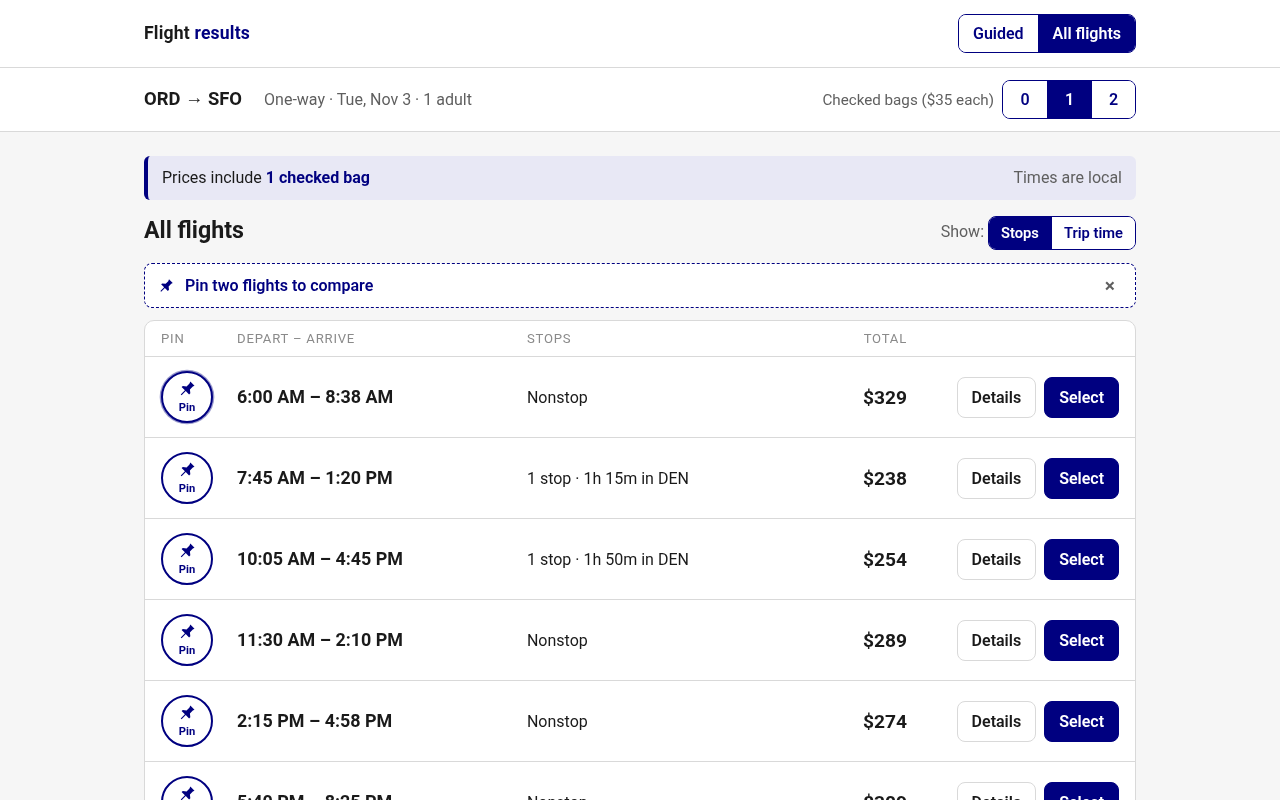 Flight results
Guided
All flights
ORD → SFO
One-way · Tue, Nov 3 · 1 adult
Checked bags ($35 each)
0
1
2
Prices include 1 checked bag
Times are local
All flights
Show:
Stops
Trip time
Pin two flights to compare
×
PIN
DEPART – ARRIVE
STOPS
TOTAL
Pin
6:00 AM – 8:38 AM
Nonstop
$329
Details
Select
Pin
7:45 AM – 1:20 PM
1 stop · 1h 15m in DEN
$238
Details
Select
Pin
10:05 AM – 4:45 PM
1 stop · 1h 50m in DEN
$254
Details
Select
Pin
11:30 AM – 2:10 PM
Nonstop
$289
Details
Select
Pin
2:15 PM – 4:58 PM
Nonstop
$274
Details
Select
Nonstop
Details
Select